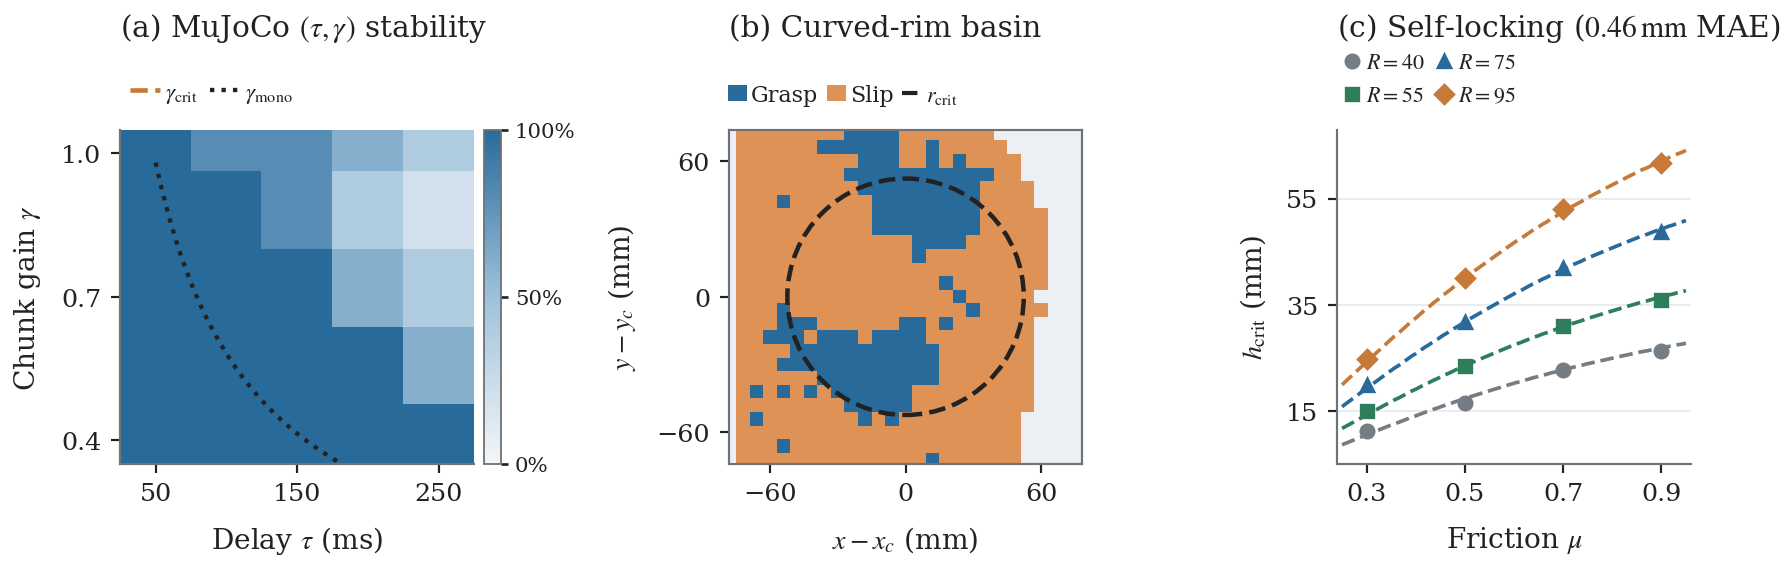 (a) MuJoCo (τ, γ) stability
γcrit γmono
1.0
0.7
0.4
Chunk gain γ
50 150 250
Delay τ (ms)
100%
50%
0%
(b) Curved-rim basin
Grasp Slip rcrit
60
0
−60
y − yc (mm)
−60 0 60
x − xc (mm)
(c) Self-locking (0.46 mm MAE)
R = 40 R = 75
R = 55 R = 95
55
35
15
hcrit (mm)
0.3 0.5 0.7 0.9
Friction μ